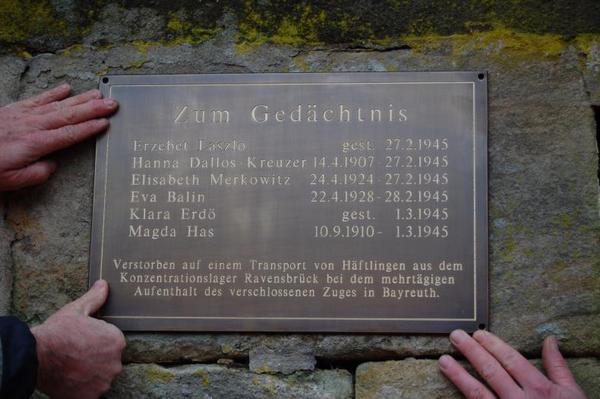 Zum Gedächtnis
Erzebet Laszlo gest. 27.2.1945
Hanna Dallos-Kreuzer 14.4.1907 - 27.2.1945
Elisabeth Merkowitz 24.4.1924 - 27.2.1945
Eva Balin 22.4.1928 - 28.2.1945
Klara Erdö gest. 1.3.1945
Magda Has 10.9.1910 - 1.3.1945
Verstorben auf einem Transport von Häftlingen aus dem
Konzentrationslager Ravensbrück bei dem mehrtägigen
Aufenthalt des verschlossenen Zuges in Bayreuth.